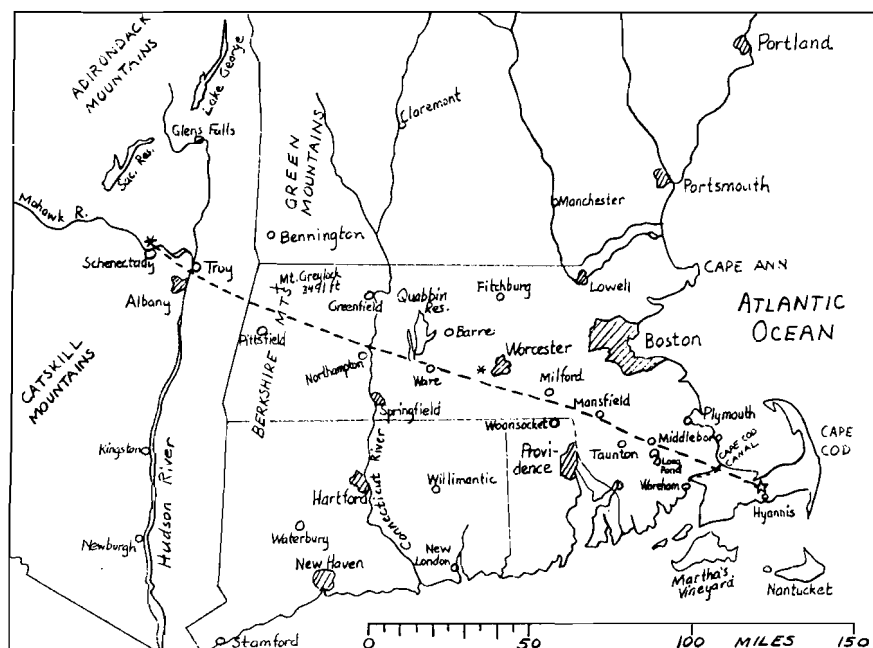 ADIRONDACK
MOUNTAINS
Lake George
Portland
Glens Falls
Claremont
Sac. Res.
GREEN
MOUNTAINS
Portsmouth
Mohawk R.
Manchester
Bennington
Schenectady
Troy
CAPE ANN
Albany
Mt. Greylock
3491 ft
Greenfield
Quabbin
Res.
Fitchburg
Lowell
ATLANTIC
OCEAN
Pittsfield
BERKSHIRE MTS
Barre
Boston
Northampton
Ware
Worcester
CATSKILL
MOUNTAINS
Milford
Springfield
Mansfield
Woonsocket
Plymouth
Kingston
Taunton
Middleboro
CAPE COD
CANAL
CAPE
COD
Provi-
dence
Long
Pond
Hudson River
Hartford
Connecticut River
Willimantic
Wareham
Hyannis
Newburgh
Waterbury
New Haven
New
London
Martha's
Vineyard
Nantucket
Stamford
0 50 100 MILES 150